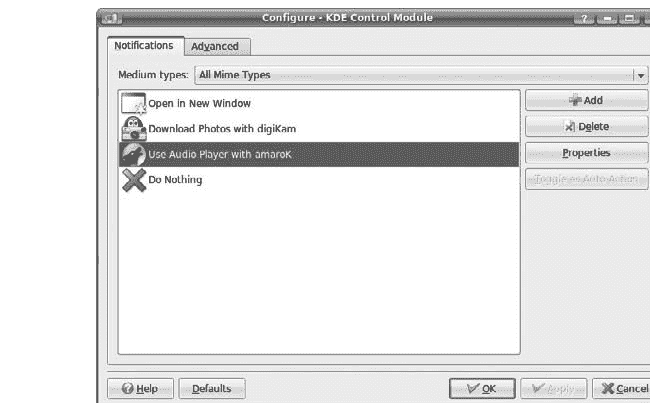 Configure - KDE Control Module
Notifications
Advanced
Medium types:
All Mime Types
Open in New Window
Add
Download Photos with digiKam
Delete
Use Audio Player with amaroK
Properties
Do Nothing
Toggle as Auto Action
Help
Defaults
OK
Apply
Cancel